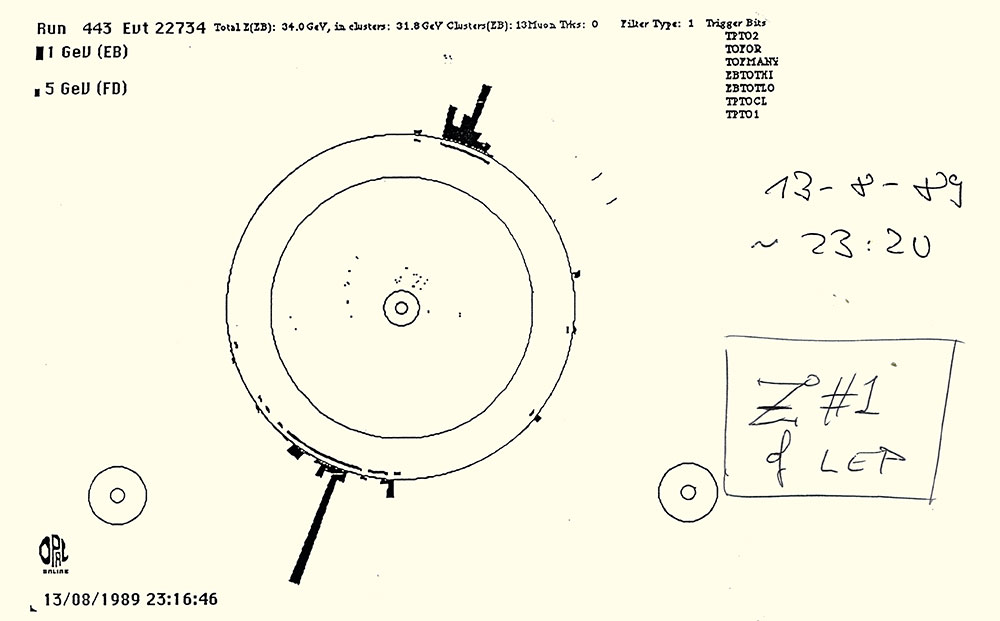 Run 443 Evt 22734 Total E(EB): 34.0 GeV, in clusters: 31.8 GeV Clusters(EB): 13 Muon Trks: 0 Filter Type: 1 Trigger Bits
1 GeV (EB)
5 GeV (FD)
TPTO2
TOFOR
TOFMANY
EBTOTHI
EBTOTLO
TPTOCL
TPTO1
13-8-89
~ 23:20
Z° #1
of LEP
OPAL
ONLINE
13/08/1989 23:16:46